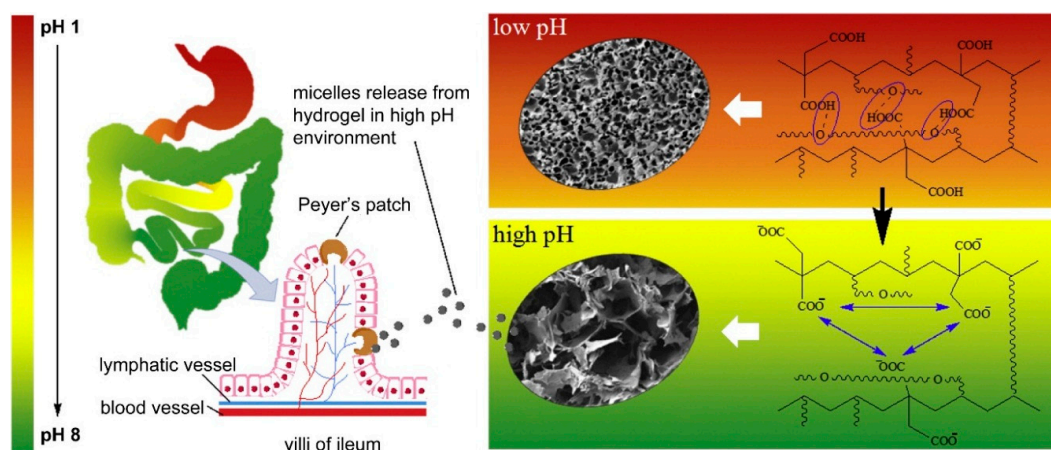 pH 1
micelles release from
hydrogel in high pH
environment
Peyer's patch
lymphatic vessel
blood vessel
pH 8
villi of ileum
low pH
COOH
COOH
COOH
O
HOOC
HOOC
O
O
COOH
high pH
-OOC
COO-
O
COO-
COO-
-OOC
O
O
COO-